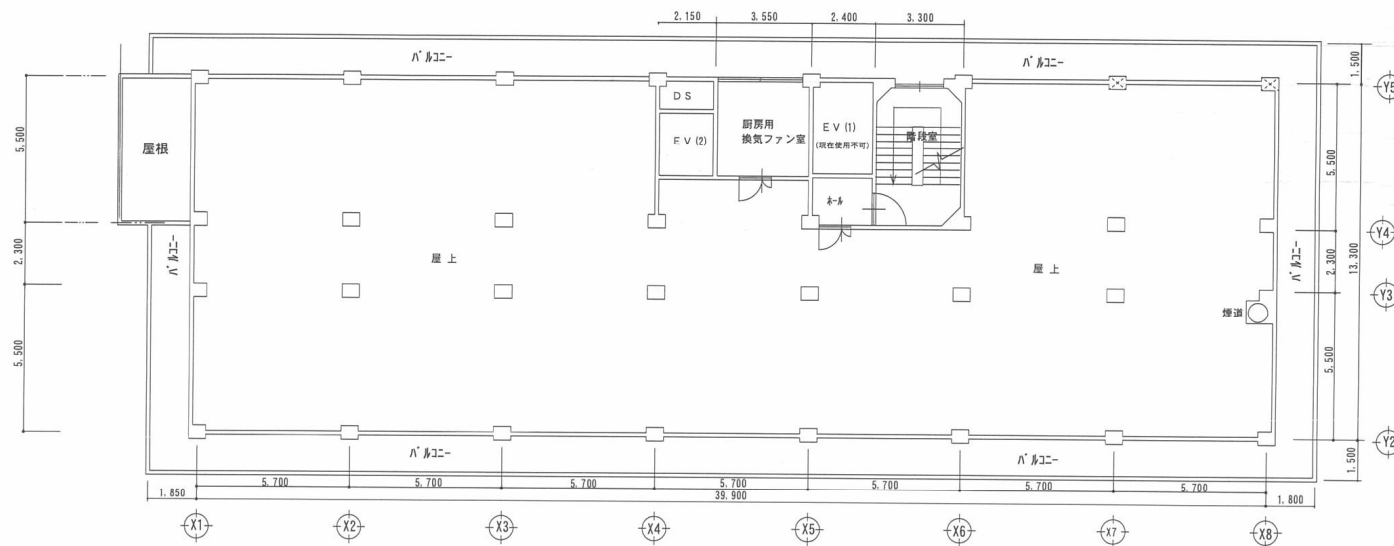 2.150
3.550
2.400
3.300
バルコニー
バルコニー
1.500
Y5
DS
EV(2)
厨房用
換気ファン室
EV(1)
(現在使用不可)
階段室
ホール
屋根
5.500
5.500
Y4
バルコニー
2.300
屋上
屋上
バルコニー
2.300
13.300
Y3
煙道
5.500
5.500
Y2
バルコニー
バルコニー
1.500
5.700
5.700
5.700
5.700
5.700
5.700
5.700
1.850
39.900
1.800
X1
X2
X3
X4
X5
X6
X7
X8